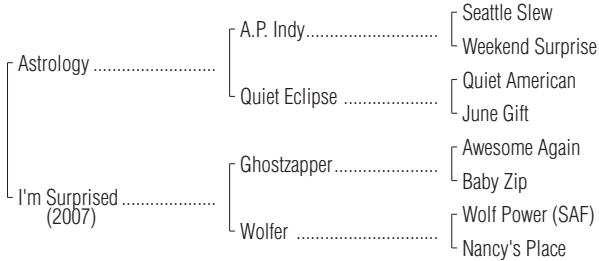 Seattle Slew
A.P. Indy..............................
Weekend Surprise
Astrology ............................
Quiet American
Quiet Eclipse .....................
June Gift
Awesome Again
Ghostzapper.......................
Baby Zip
I'm Surprised .....................
(2007)
Wolf Power (SAF)
Wolfer ................................
Nancy's Place